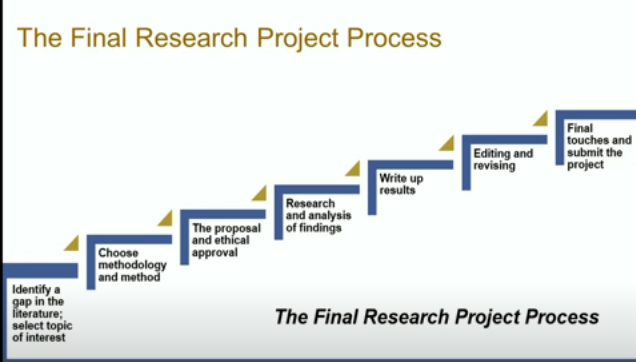 The Final Research Project Process
Identify a
gap in the
literature;
select topic
of interest
Choose
methodology
and method
The proposal
and ethical
approval
Research
and analysis
of findings
Write up
results
Editing and
revising
Final
touches and
submit the
project
The Final Research Project Process